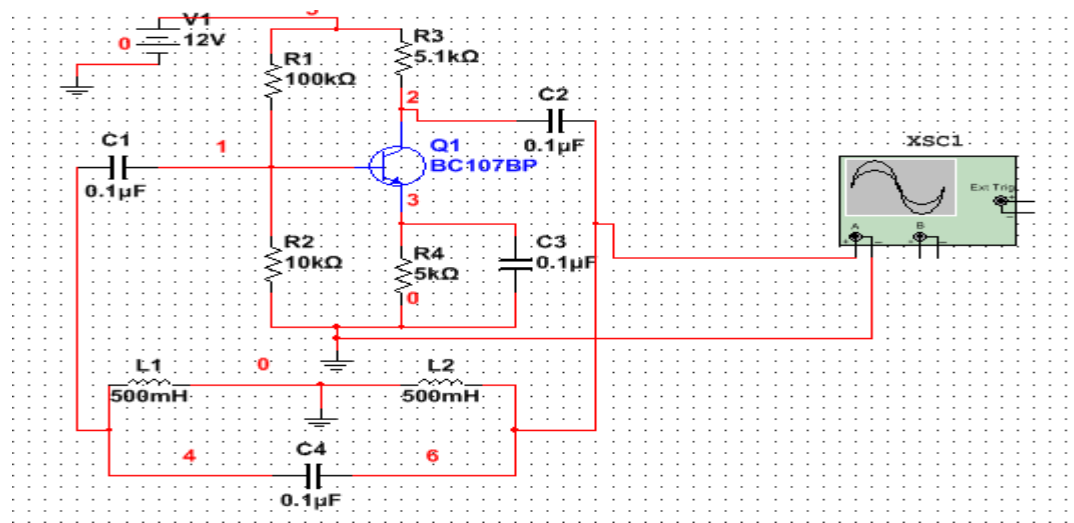 V1
0
12V
R1
100kΩ
R3
5.1kΩ
2
C2
0.1µF
C1
0.1µF
1
Q1
BC107BP
3
XSC1
Ext Trig
+
-
A
B
+
-
+
-
R2
10kΩ
R4
5kΩ
0
C3
0.1µF
0
L1
500mH
L2
500mH
4
C4
6
0.1µF